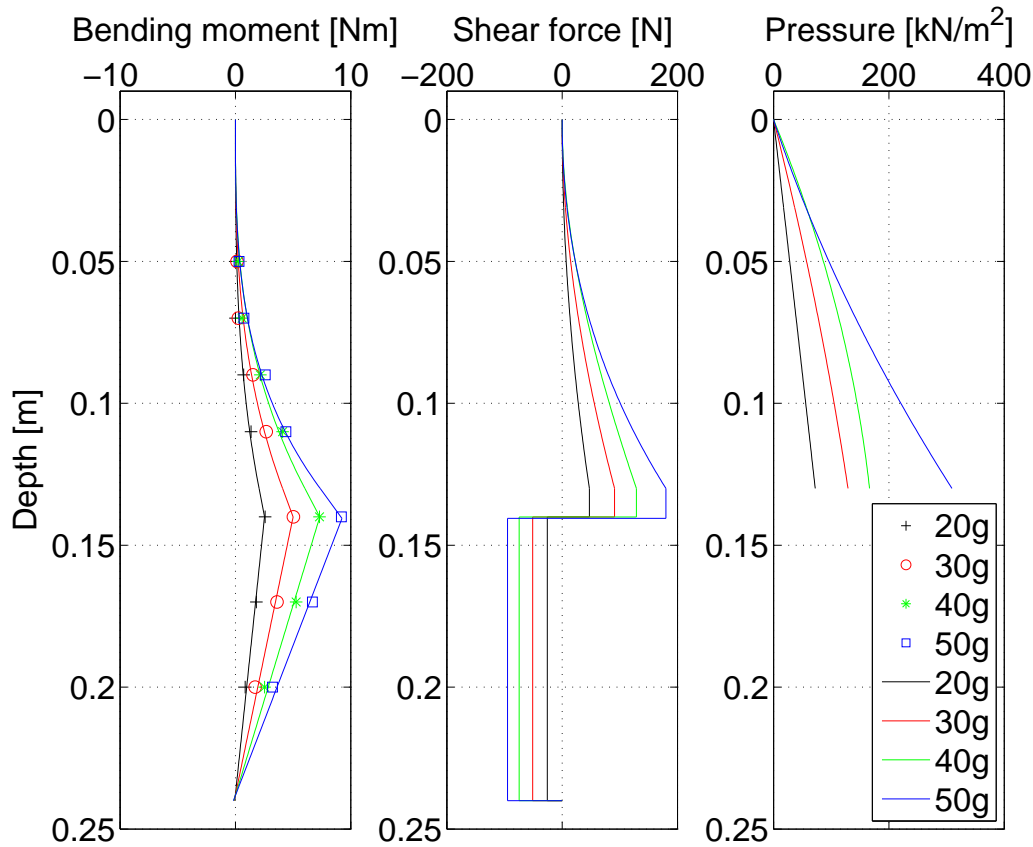 Bending moment [Nm]
Shear force [N]
Pressure [kN/m²]
−10 0 10
−200 0 200
0 200 400
0
0.05
0.1
0.15
0.2
0.25
Depth [m]
0
0.05
0.1
0.15
0.2
0.25
0
0.05
0.1
0.15
0.2
0.25
20g
30g
40g
50g
20g
30g
40g
50g